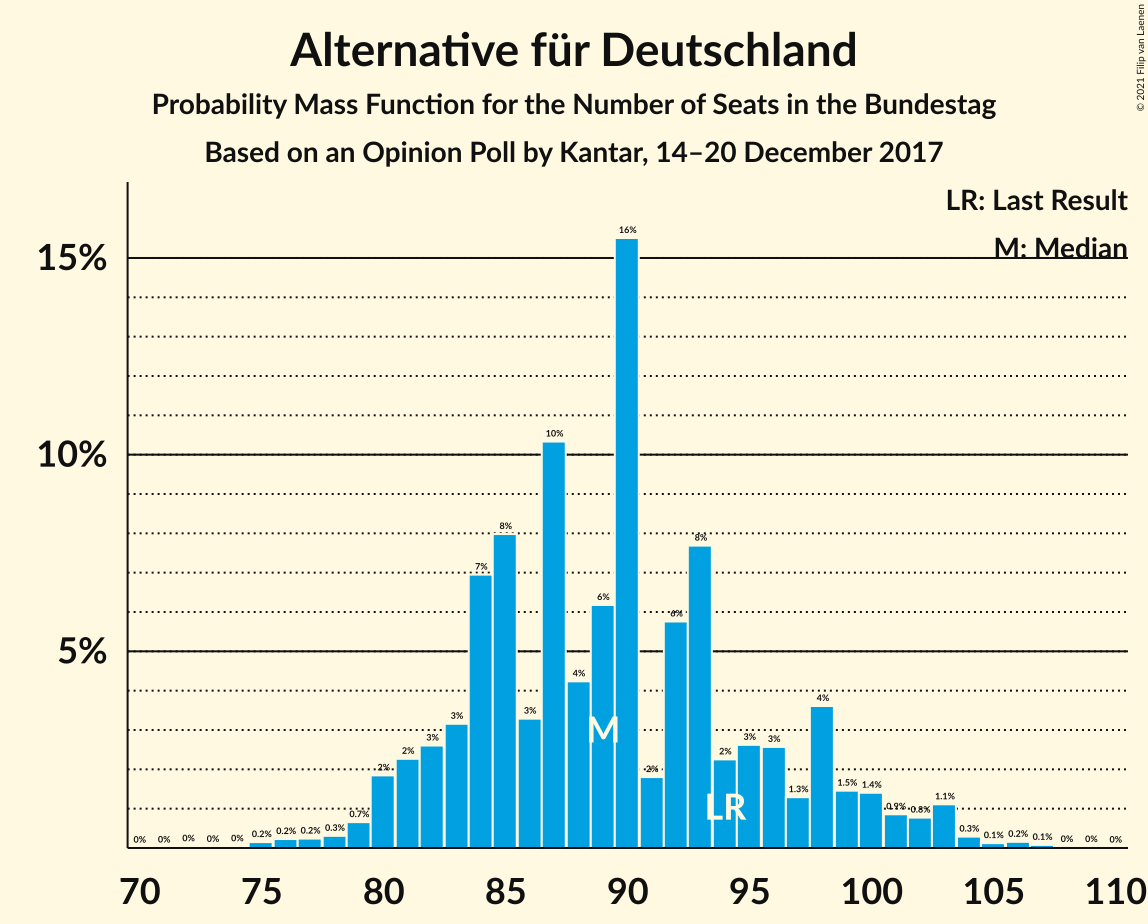 © 2021 Filip van Laenen
Alternative für Deutschland
Probability Mass Function for the Number of Seats in the Bundestag
Based on an Opinion Poll by Kantar, 14–20 December 2017
LR: Last Result
M: Median
15%
10%
5%
0% 0% 0% 0% 0% 0.2% 0.2% 0.2% 0.3% 0.7% 2% 2% 3% 3% 7% 8% 3% 10% 4% 6% 16% 2% 6% 8% 2% 3% 3% 1.3% 4% 1.5% 1.4% 0.9% 0.8% 1.1% 0.3% 0.1% 0.2% 0.1% 0% 0% 0%
M
LR
70 75 80 85 90 95 100 105 110